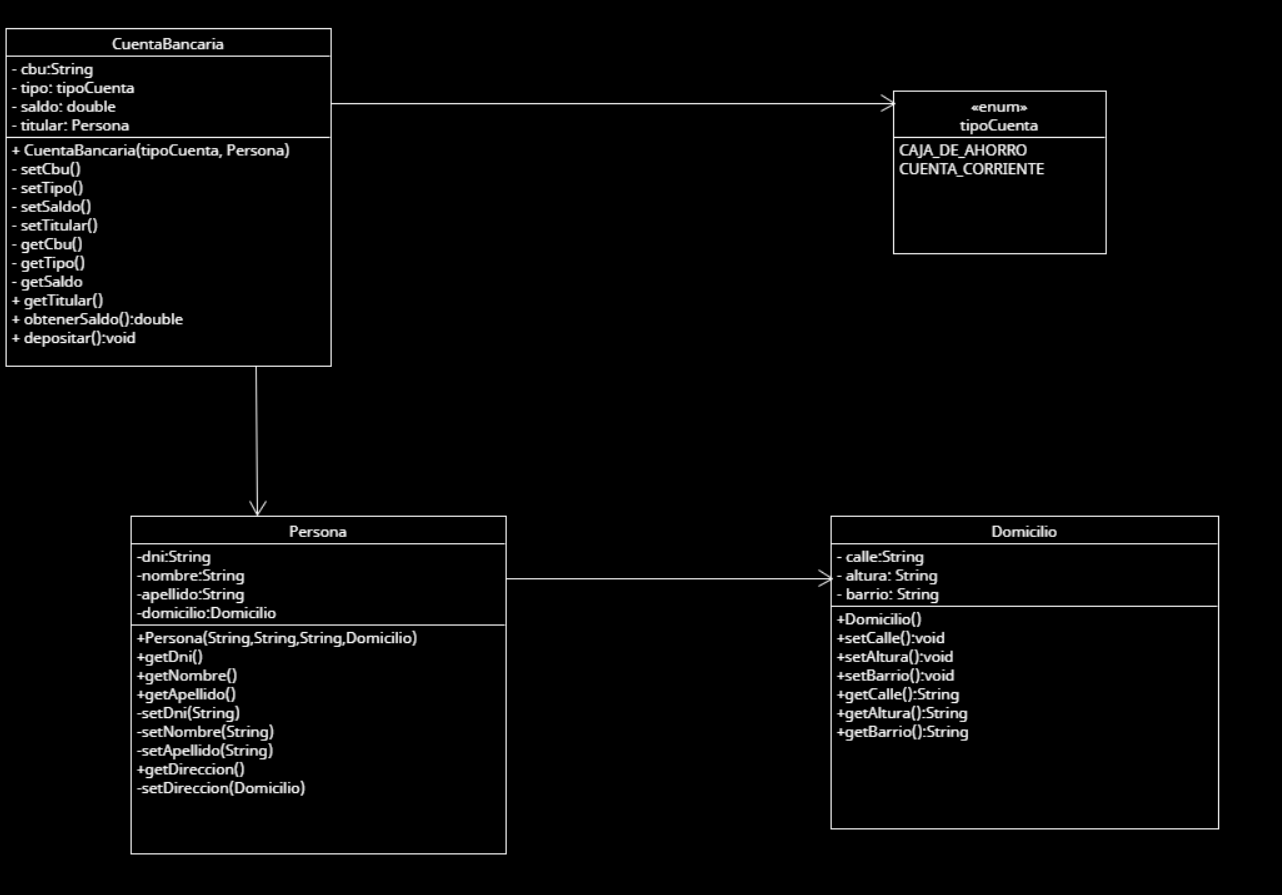 CuentaBancaria
- cbu:String
- tipo: tipoCuenta
- saldo: double
- titular: Persona
+ CuentaBancaria(tipoCuenta, Persona)
- setCbu()
- setTipo()
- setSaldo()
- setTitular()
- getCbu()
- getTipo()
- getSaldo
+ getTitular()
+ obtenerSaldo():double
+ depositar():void
«enum»
tipoCuenta
CAJA_DE_AHORRO
CUENTA_CORRIENTE
Persona
-dni:String
-nombre:String
-apellido:String
-domicilio:Domicilio
+Persona(String,String,String,Domicilio)
+getDni()
+getNombre()
+getApellido()
-setDni(String)
-setNombre(String)
-setApellido(String)
+getDireccion()
-setDireccion(Domicilio)
Domicilio
- calle:String
- altura: String
- barrio: String
+Domicilio()
+setCalle():void
+setAltura():void
+setBarrio():void
+getCalle():String
+getAltura():String
+getBarrio():String